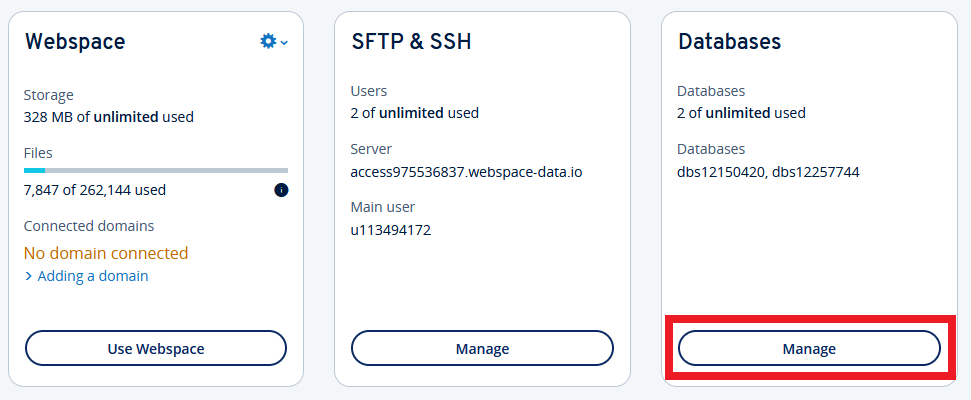 Webspace
Storage
328 MB of unlimited used
Files
7,847 of 262,144 used
Connected domains
No domain connected
> Adding a domain
Use Webspace
SFTP & SSH
Users
2 of unlimited used
Server
access975536837.webspace-data.io
Main user
u113494172
Manage
Databases
Databases
2 of unlimited used
Databases
dbs12150420, dbs12257744
Manage